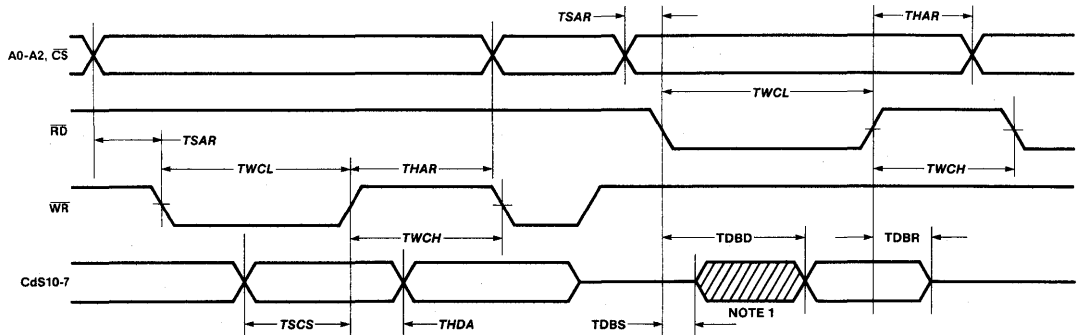 TSAR THAR
A0-A2, CS
TWCL
RD
TSAR
TWCL THAR TWCH
WR
TWCH TDBD TDBR
CdS10-7
NOTE 1
TSCS THDA TDBS